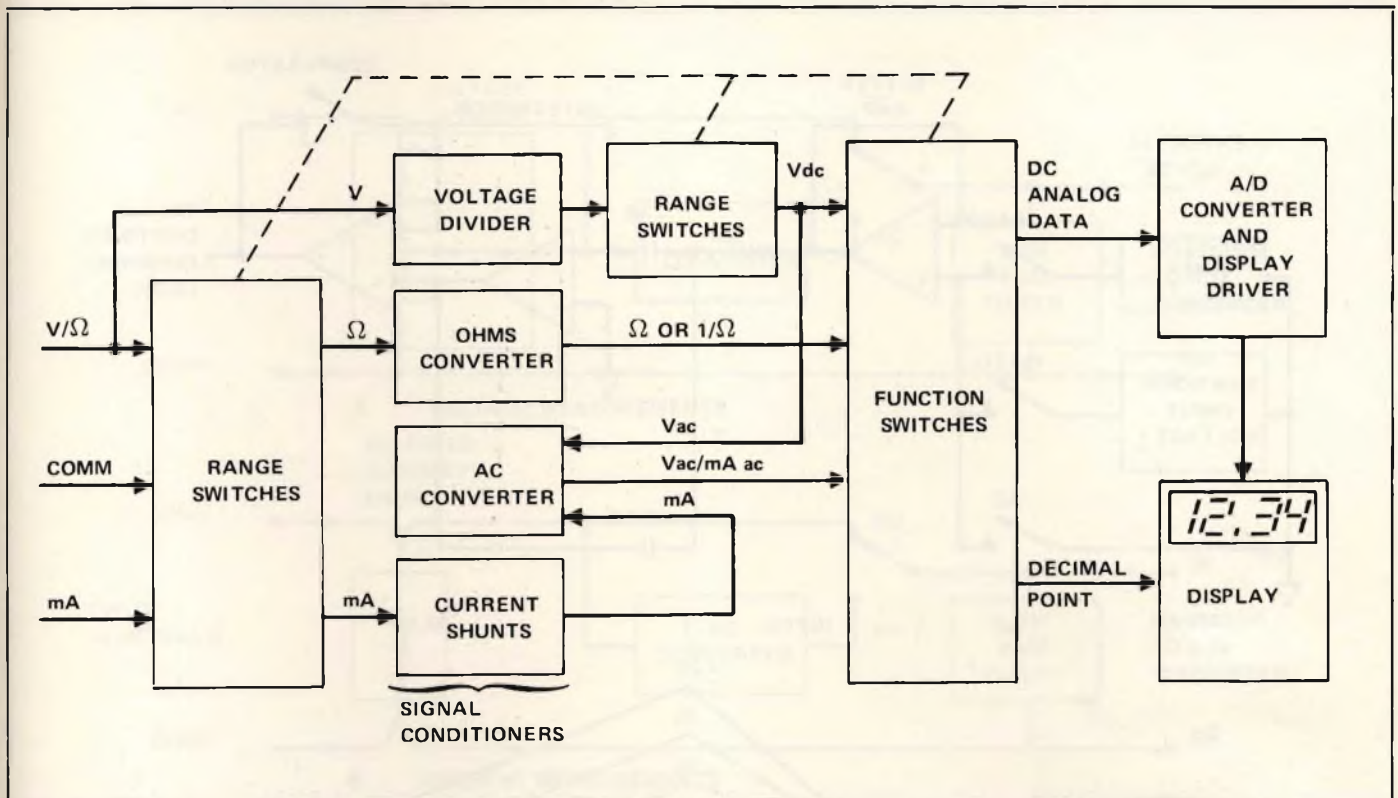 V/Ω
COMM
mA
RANGE
SWITCHES
V
Ω
mA
VOLTAGE
DIVIDER
OHMS
CONVERTER
AC
CONVERTER
CURRENT
SHUNTS
SIGNAL
CONDITIONERS
RANGE
SWITCHES
Vdc
Ω OR 1/Ω
Vac
Vac/mA ac
mA
FUNCTION
SWITCHES
DC
ANALOG
DATA
DECIMAL
POINT
A/D
CONVERTER
AND
DISPLAY
DRIVER
12.34
DISPLAY